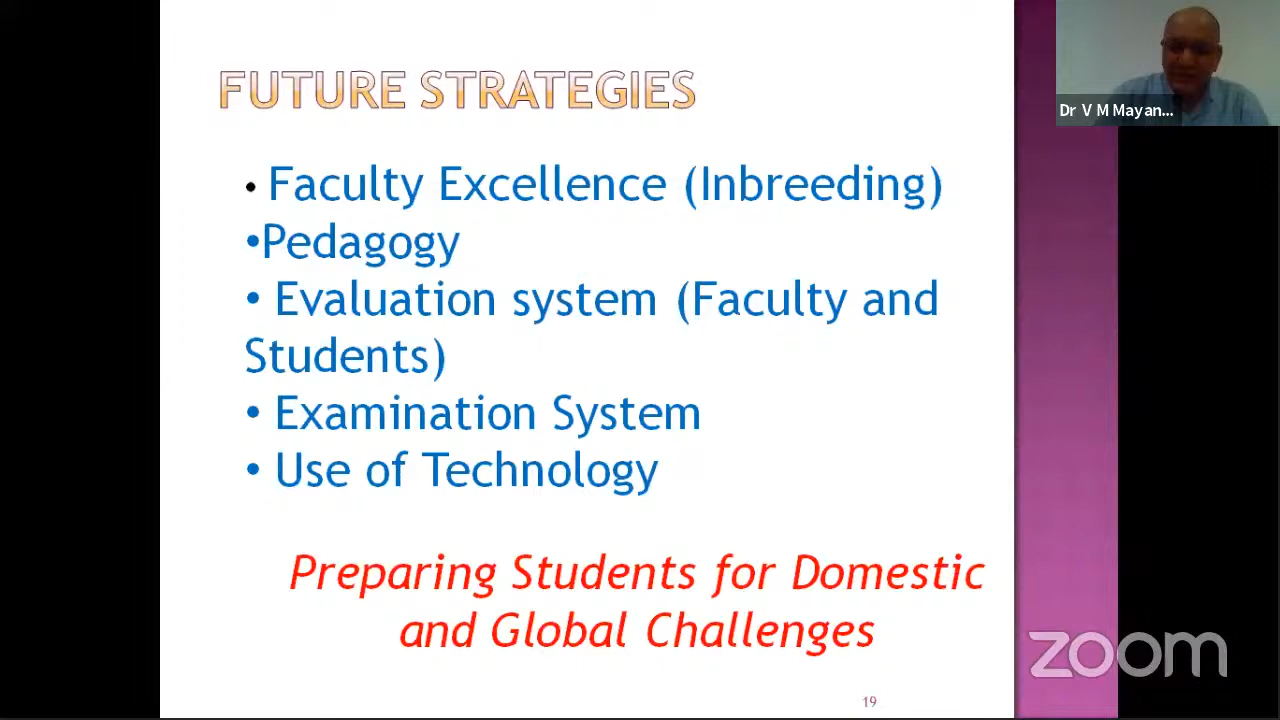 FUTURE STRATEGIES
Dr V M Mayan...
• Faculty Excellence (Inbreeding)
•Pedagogy
• Evaluation system (Faculty and
Students)
• Examination System
• Use of Technology
Preparing Students for Domestic
and Global Challenges
zoom
19